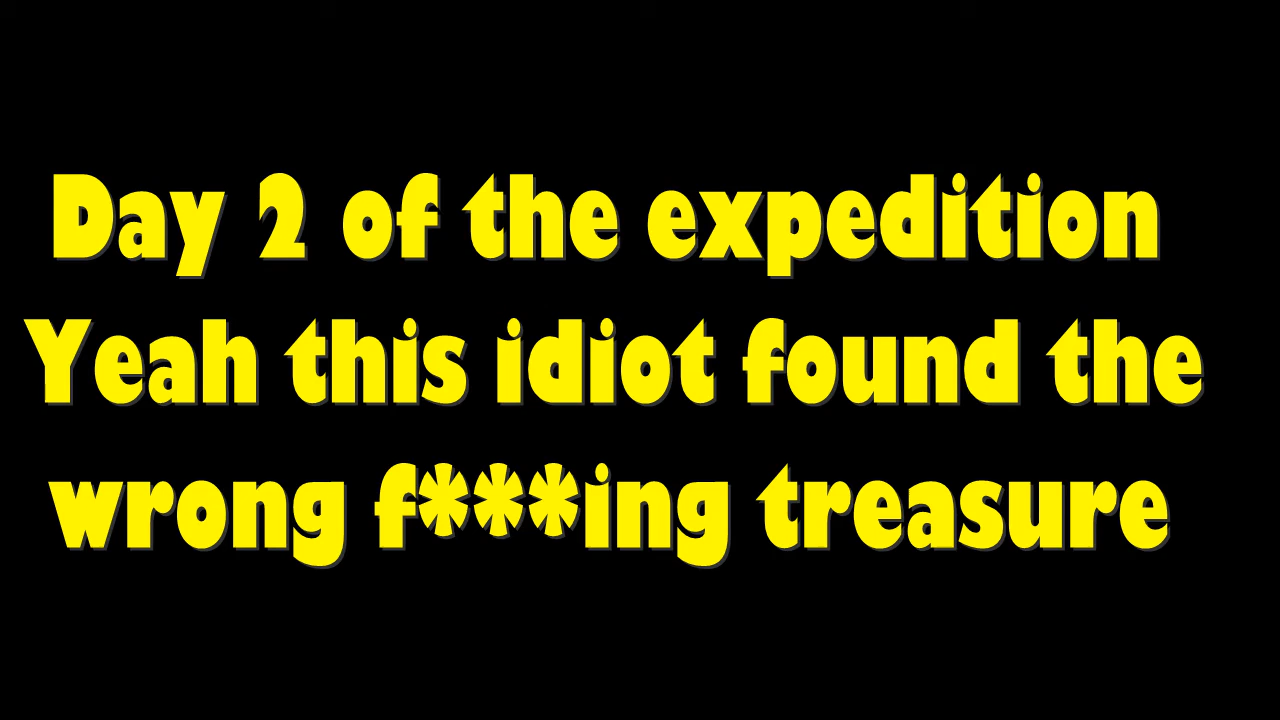 Day 2 of the expedition
Yeah this idiot found the
wrong f***ing treasure